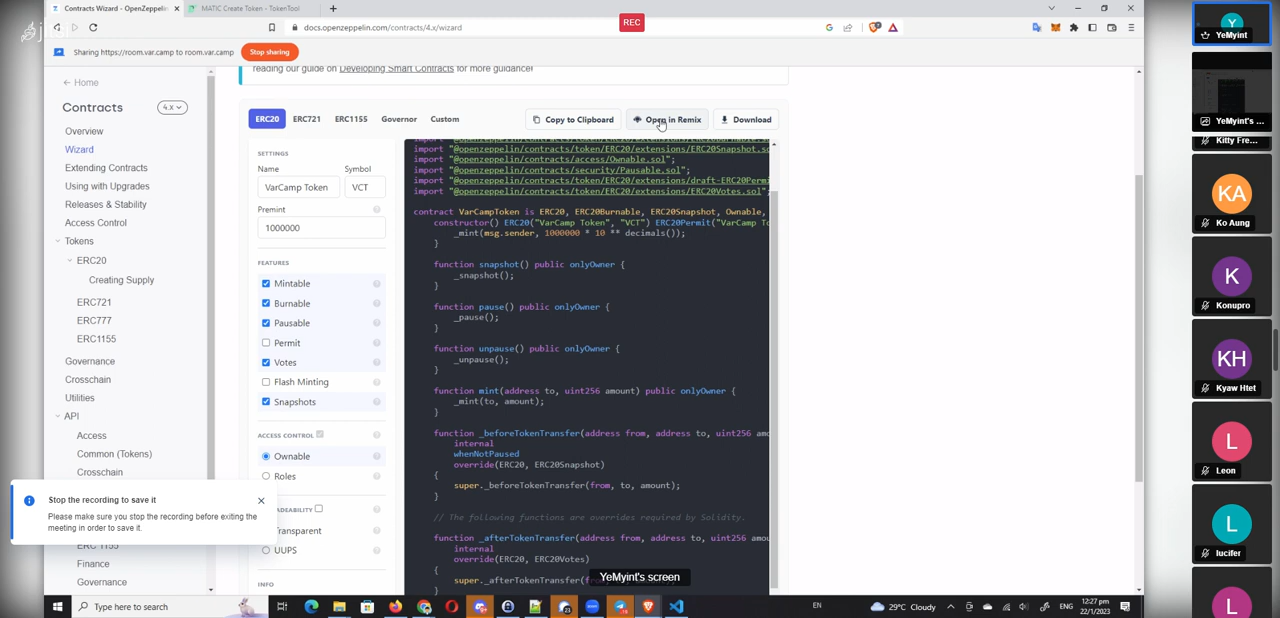 Contracts Wizard - OpenZeppelin
MATIC Create Token - TokenTool
REC
docs.openzeppelin.com/contracts/4.x/wizard
Sharing https://room.var.camp to room.var.camp
Stop sharing
reading our guide on Developing Smart Contracts for more guidance!
← Home
Contracts
4.x
Overview
Wizard
Extending Contracts
Using with Upgrades
Releases & Stability
Access Control
Tokens
ERC20
Creating Supply
ERC721
ERC777
ERC1155
Governance
Crosschain
Utilities
API
Access
Common (Tokens)
Crosschain
ERC 1155
Finance
Governance
ERC20
ERC721
ERC1155
Governor
Custom
Copy to Clipboard
Open in Remix
Download
SETTINGS
Name
Symbol
VarCamp Token
VCT
Premint
1000000
FEATURES
Mintable
Burnable
Pausable
Permit
Votes
Flash Minting
Snapshots
ACCESS CONTROL
Ownable
Roles
UUPS
INFO
import "@openzeppelin/contracts/token/ERC20/extensions/ERC20Snapshot.so
import "@openzeppelin/contracts/access/Ownable.sol";
import "@openzeppelin/contracts/security/Pausable.sol";
import "@openzeppelin/contracts/token/ERC20/extensions/draft-ERC20Permi
import "@openzeppelin/contracts/token/ERC20/extensions/ERC20Votes.sol";
contract VarCampToken is ERC20, ERC20Burnable, ERC20Snapshot, Ownable,
constructor() ERC20("VarCamp Token", "VCT") ERC20Permit("VarCamp To
_mint(msg.sender, 1000000 * 10 ** decimals());
}
function snapshot() public onlyOwner {
_snapshot();
}
function pause() public onlyOwner {
_pause();
}
function unpause() public onlyOwner {
_unpause();
}
function mint(address to, uint256 amount) public onlyOwner {
_mint(to, amount);
}
function _beforeTokenTransfer(address from, address to, uint256 amo
internal
whenNotPaused
override(ERC20, ERC20Snapshot)
{
super._beforeTokenTransfer(from, to, amount);
}
// The following functions are overrides required by Solidity.
function _afterTokenTransfer(address from, address to, uint256 amou
internal
override(ERC20, ERC20Votes)
{
super._afterTokenTransfer(
}
Stop the recording to save it
Please make sure you stop the recording before exiting the
meeting in order to save it.
YeMyint's screen
Type here to search
EN
29°C Cloudy
ENG
12:27 pm
22/1/2023
Y
YeMyint
YeMyint's ...
Kitty Fre...
KA
Ko Aung
K
Konupro
KH
Kyaw Htet
L
Leon
L
lucifer
L